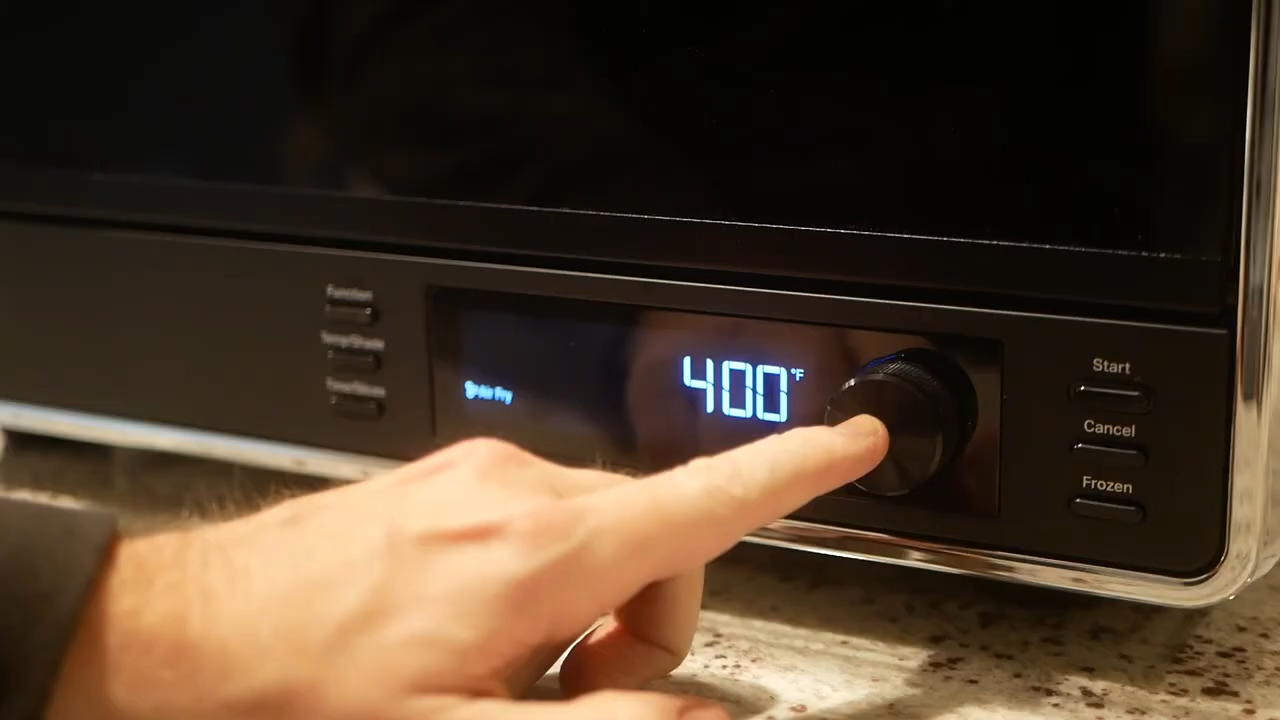 Function
Temp/Shade
Time/Slices
Air Fry
400°F
Start
Cancel
Frozen